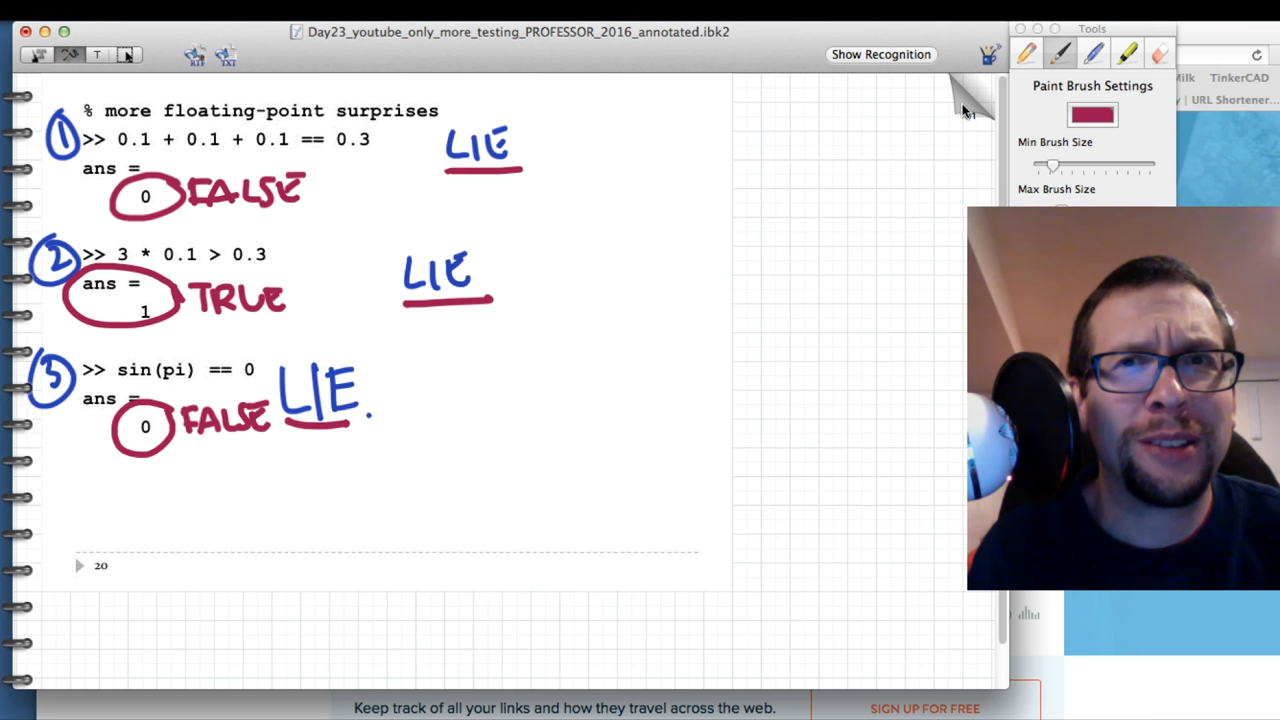 Day23_youtube_only_more_testing_PROFESSOR_2016_annotated.ibk2
Tools
T
RTF
TXT
Show Recognition
Milk TinkerCAD
URL Shortener...
Paint Brush Settings
Min Brush Size
Max Brush Size
% more floating-point surprises
1 >> 0.1 + 0.1 + 0.1 == 0.3 LIE
ans =
0 FALSE
2 >> 3 * 0.1 > 0.3 LIE
ans =
1 TRUE
3 >> sin(pi) == 0 LIE.
ans =
0 FALSE
20
Keep track of all your links and how they travel across the web.
SIGN UP FOR FREE